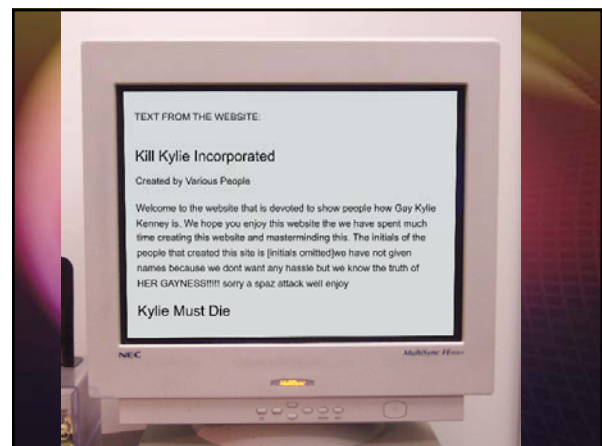 TEXT FROM THE WEBSITE:
Kill Kylie Incorporated
Created by Various People
Welcome to the website that is devoted to show people how Gay Kylie
Kenney is. We hope you enjoy this website the we have spent much
time creating this website and masterminding this. The initials of the
people that created this site is [initials omitted]we have not given
names because we dont want any hassle but we know the truth of
HER GAYNESS!!!!! sorry a spaz attack well enjoy
Kylie Must Die
NEC
MultiSync
MultiSync